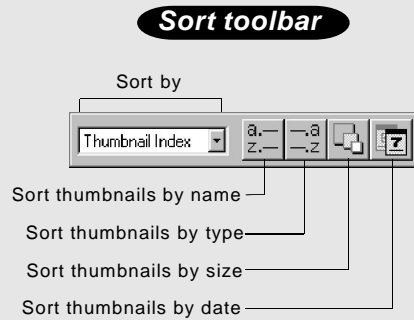 Sort toolbar
Sort by
Thumbnail Index
a.— —.a
z.— —.z
7
Sort thumbnails by name
Sort thumbnails by type
Sort thumbnails by size
Sort thumbnails by date